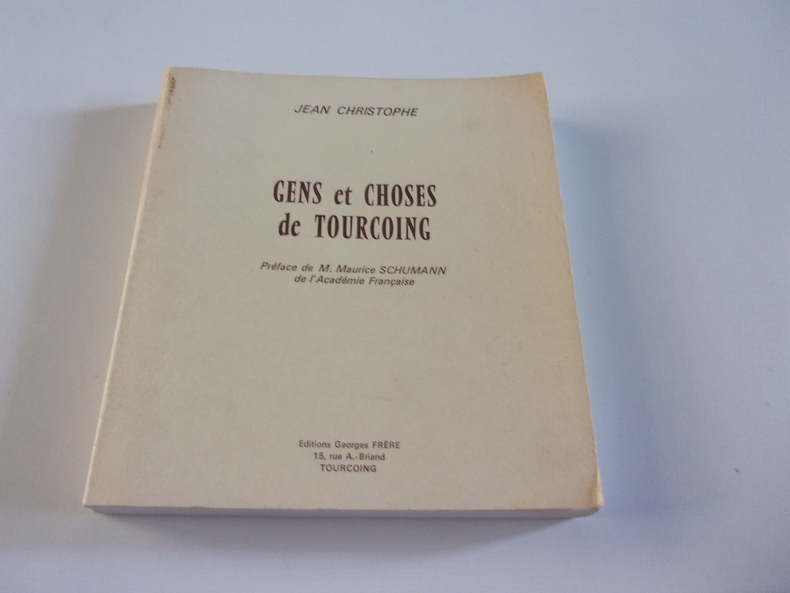 JEAN CHRISTOPHE
GENS et CHOSES
de TOURCOING
Préface de M. Maurice SCHUMANN
de l'Académie Française
Editions Georges FRÈRE
15, rue A.-Briand
TOURCOING